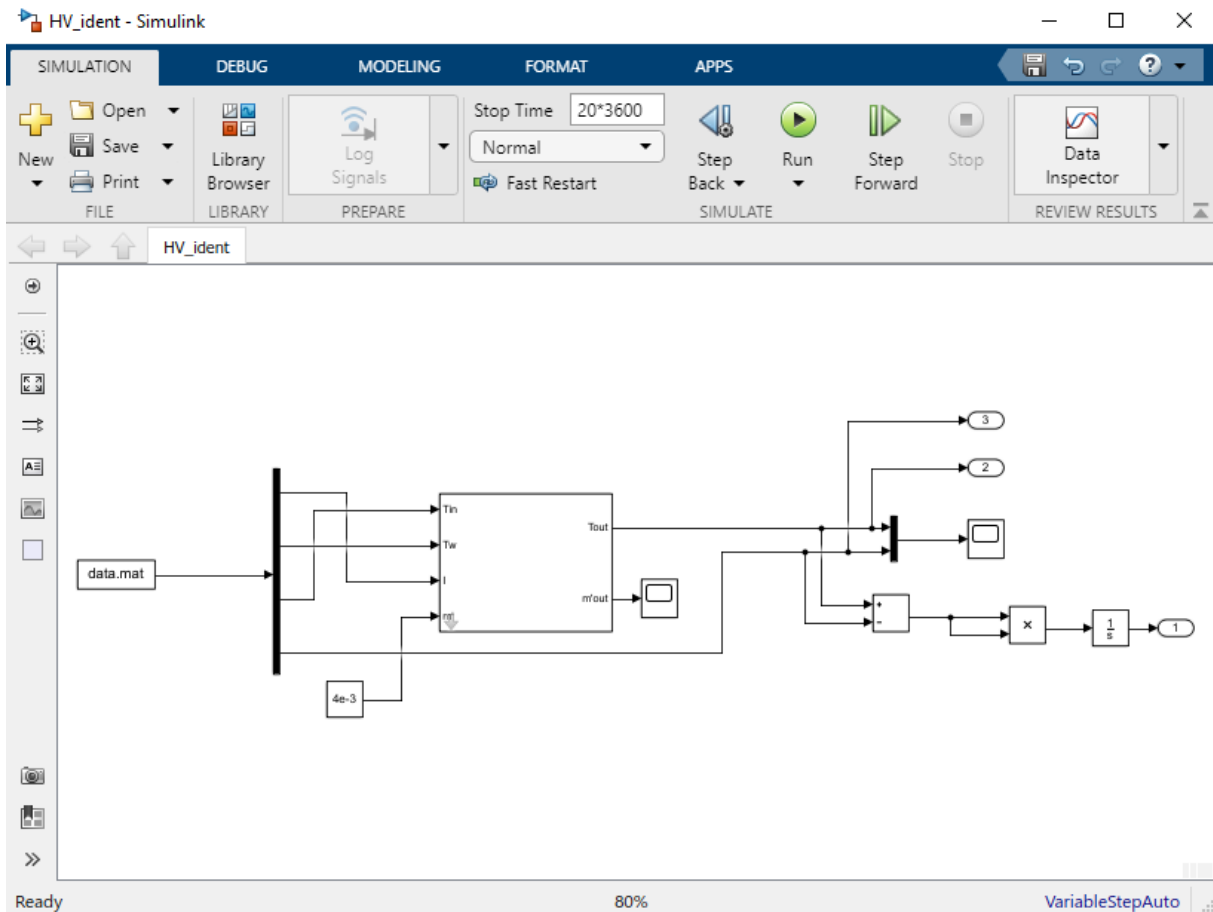 HV_ident - Simulink
SIMULATION DEBUG MODELING FORMAT APPS
New
Open
Save
Print
FILE
Library Browser
LIBRARY
Log Signals
PREPARE
Stop Time 20*3600
Normal
Fast Restart
Step Back
Run
Step Forward
Stop
SIMULATE
Data Inspector
REVIEW RESULTS
HV_ident
data.mat
4e-3
Tin
Tw
I
Tout
m'out
3
2
+
−
×
1
s
1
Ready 80% VariableStepAuto